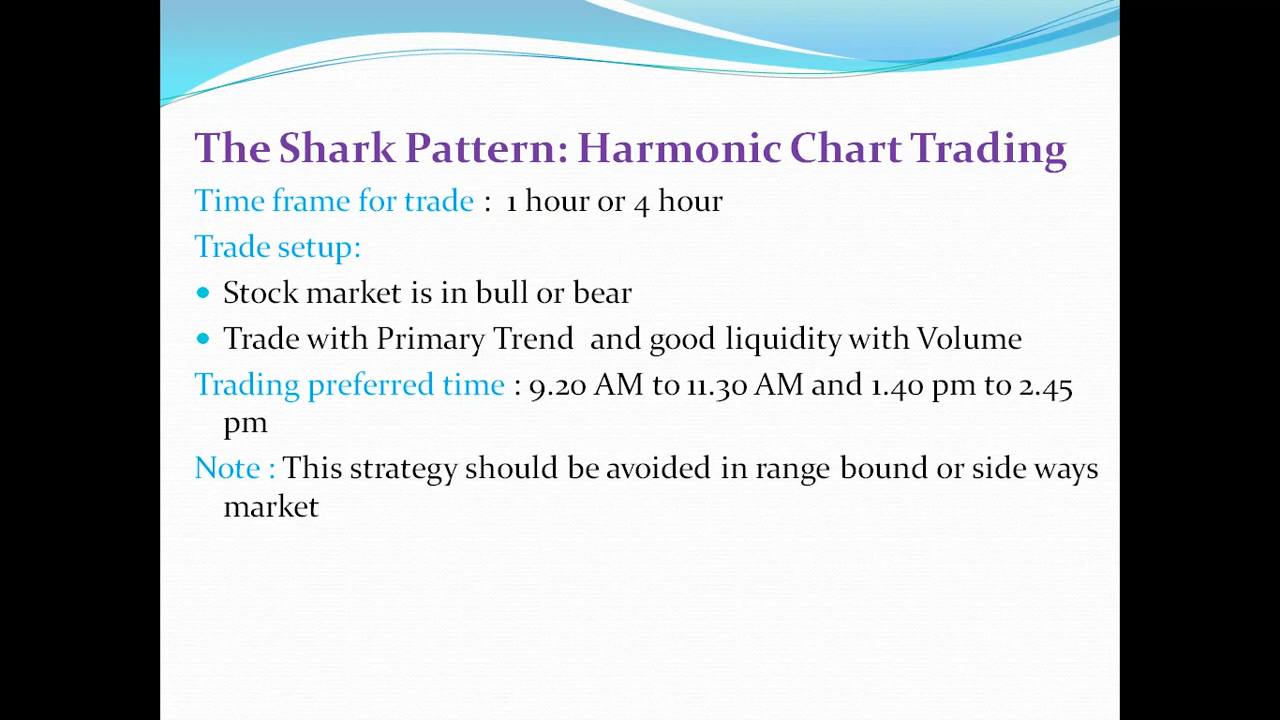 The Shark Pattern: Harmonic Chart Trading
Time frame for trade : 1 hour or 4 hour
Trade setup:
• Stock market is in bull or bear
• Trade with Primary Trend and good liquidity with Volume
Trading preferred time : 9.20 AM to 11.30 AM and 1.40 pm to 2.45
pm
Note : This strategy should be avoided in range bound or side ways
market